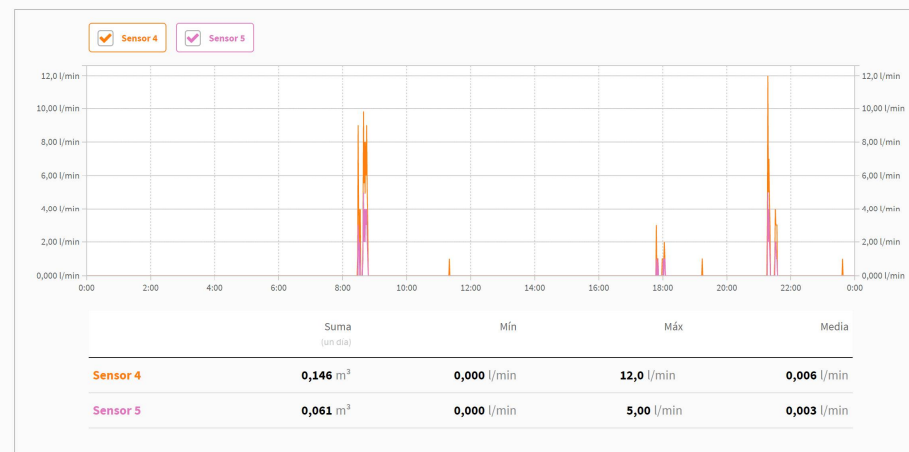 Sensor 4 Sensor 5
12,0 l/min 12,0 l/min
10,00 l/min 10,00 l/min
8,00 l/min 8,00 l/min
6,00 l/min 6,00 l/min
4,00 l/min 4,00 l/min
2,00 l/min 2,00 l/min
0,000 l/min 0,000 l/min
0:00 2:00 4:00 6:00 8:00 10:00 12:00 14:00 16:00 18:00 20:00 22:00 0:00
Suma Mín Máx Media
(un dia)
Sensor 4 0,146 m³ 0,000 l/min 12,0 l/min 0,006 l/min
Sensor 5 0,061 m³ 0,000 l/min 5,00 l/min 0,003 l/min